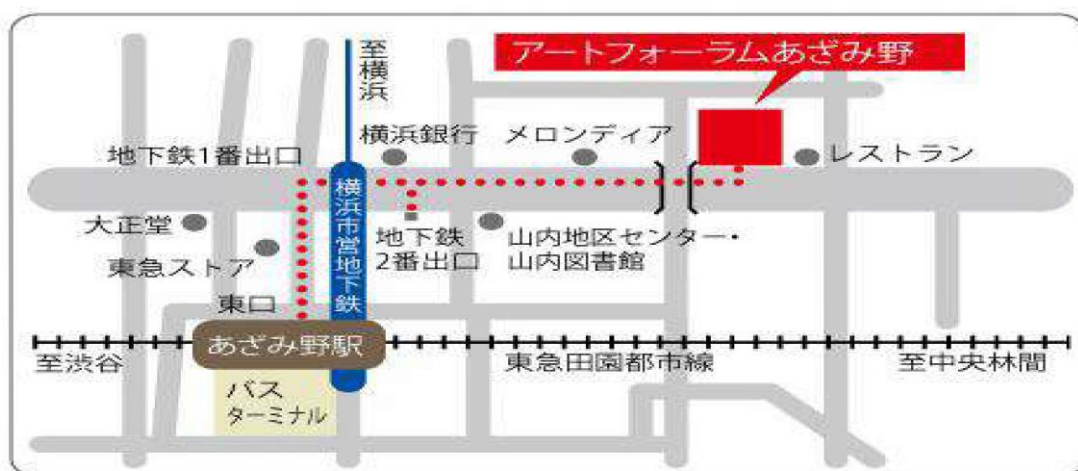 アートフォーラムあざみ野
至横浜
横浜銀行
メロンディア
地下鉄1番出口
レストラン
横浜市営地下鉄
大正堂
東急ストア
地下鉄
2番出口
山内地区センター・
山内図書館
東口
あざみ野駅
至渋谷
東急田園都市線
至中央林間
バス
ターミナル